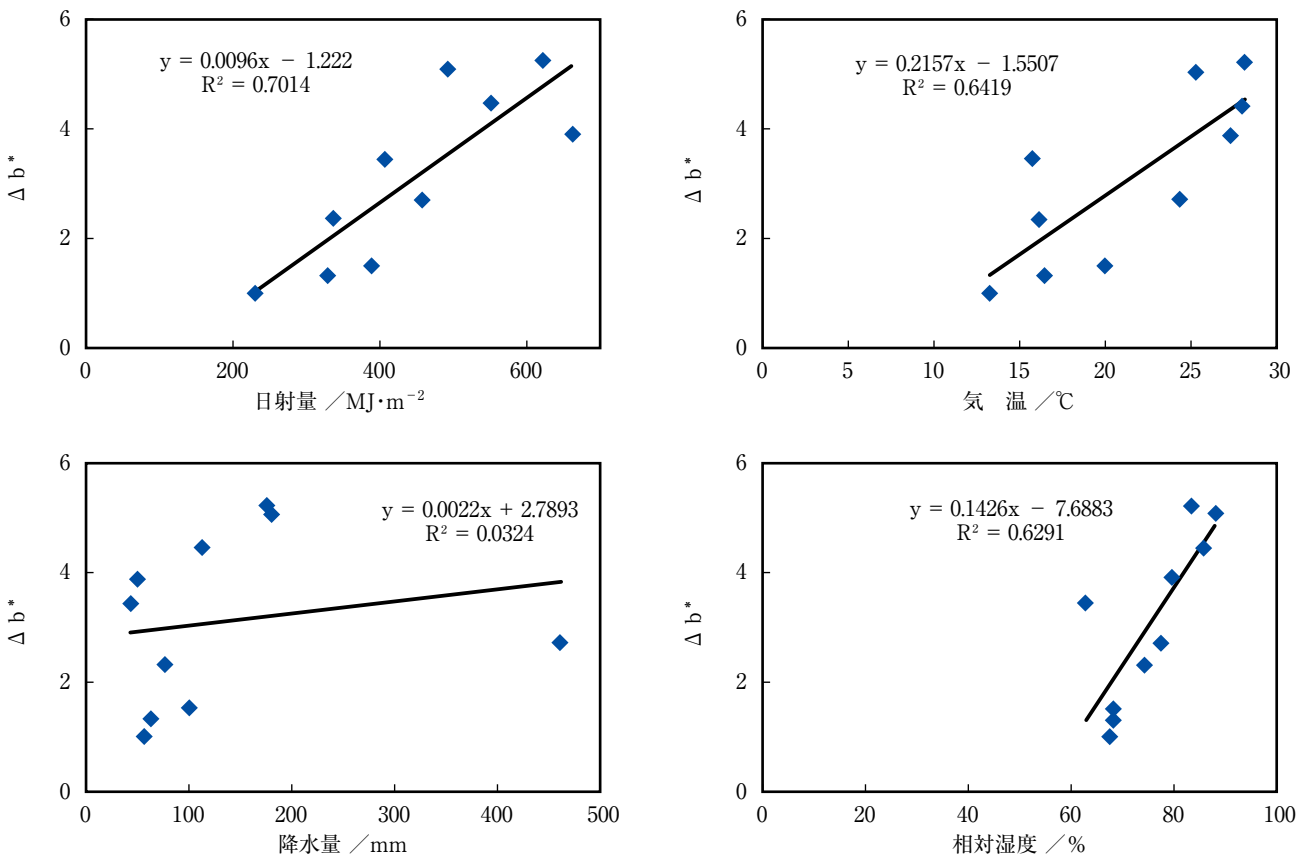 6
4
2
0
Δ b*
y = 0.0096x − 1.222
R² = 0.7014
0 200 400 600
日射量 ／MJ·m⁻²
6
4
2
0
Δ b*
y = 0.2157x − 1.5507
R² = 0.6419
0 5 10 15 20 25 30
気　温 ／℃
6
4
2
0
Δ b*
y = 0.0022x + 2.7893
R² = 0.0324
0 100 200 300 400 500
降水量 ／mm
6
4
2
0
Δ b*
y = 0.1426x − 7.6883
R² = 0.6291
0 20 40 60 80 100
相対湿度 ／%